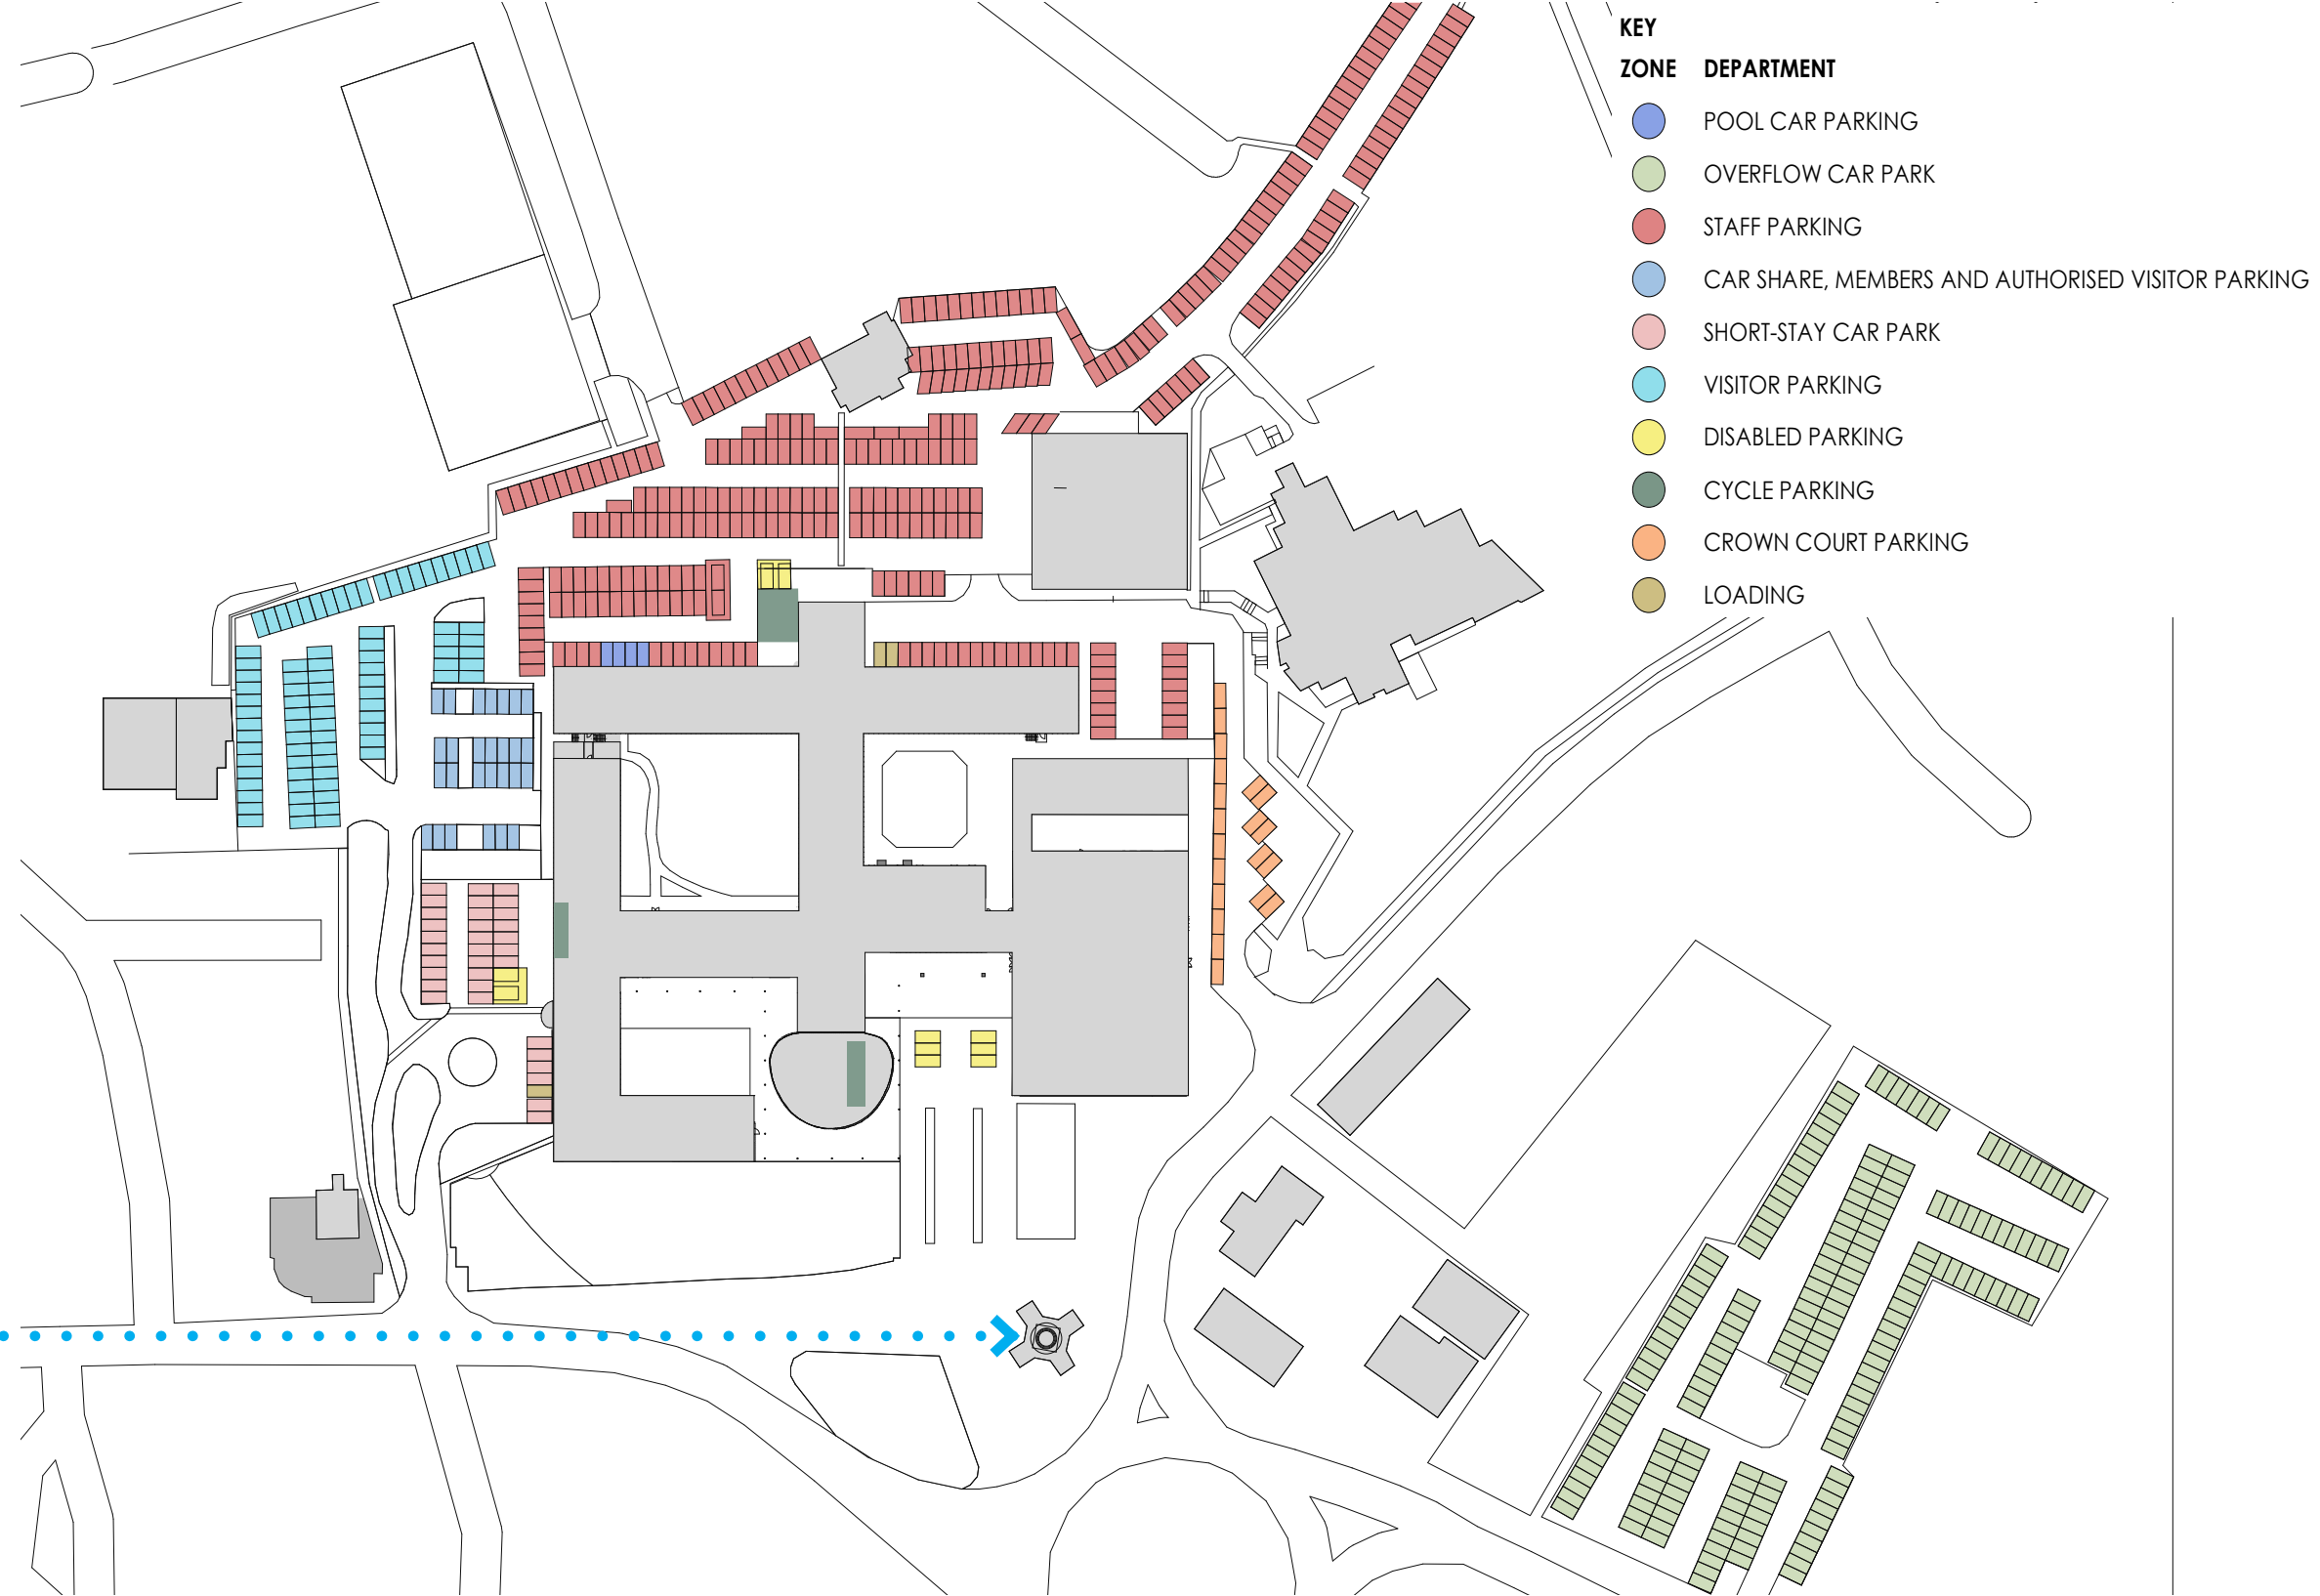 KEY
ZONE DEPARTMENT
POOL CAR PARKING
OVERFLOW CAR PARK
STAFF PARKING
CAR SHARE, MEMBERS AND AUTHORISED VISITOR PARKING
SHORT-STAY CAR PARK
VISITOR PARKING
DISABLED PARKING
CYCLE PARKING
CROWN COURT PARKING
LOADING